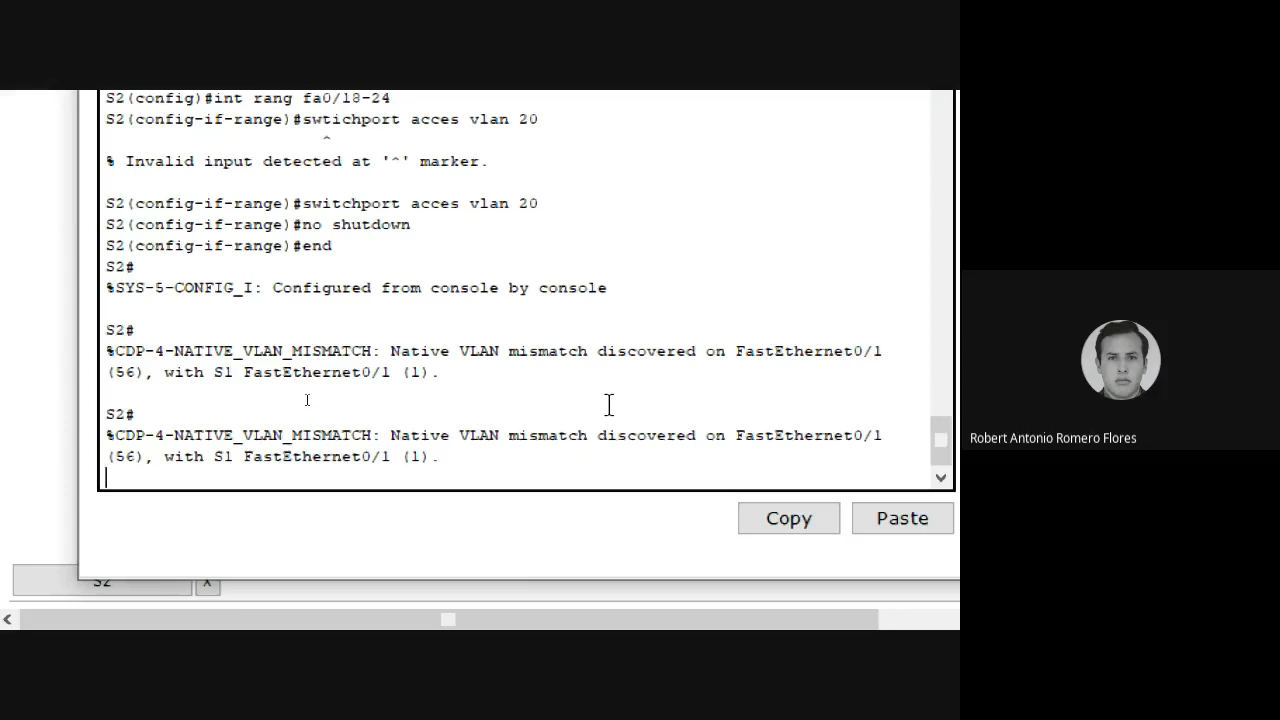 S2(config)#int rang fa0/18-24
S2(config-if-range)#swtichport acces vlan 20
^
% Invalid input detected at '^' marker.
S2(config-if-range)#switchport acces vlan 20
S2(config-if-range)#no shutdown
S2(config-if-range)#end
S2#
%SYS-5-CONFIG_I: Configured from console by console
S2#
%CDP-4-NATIVE_VLAN_MISMATCH: Native VLAN mismatch discovered on FastEthernet0/1
(56), with S1 FastEthernet0/1 (1).
S2#
%CDP-4-NATIVE_VLAN_MISMATCH: Native VLAN mismatch discovered on FastEthernet0/1
(56), with S1 FastEthernet0/1 (1).
Copy
Paste
S2
X
Robert Antonio Romero Flores